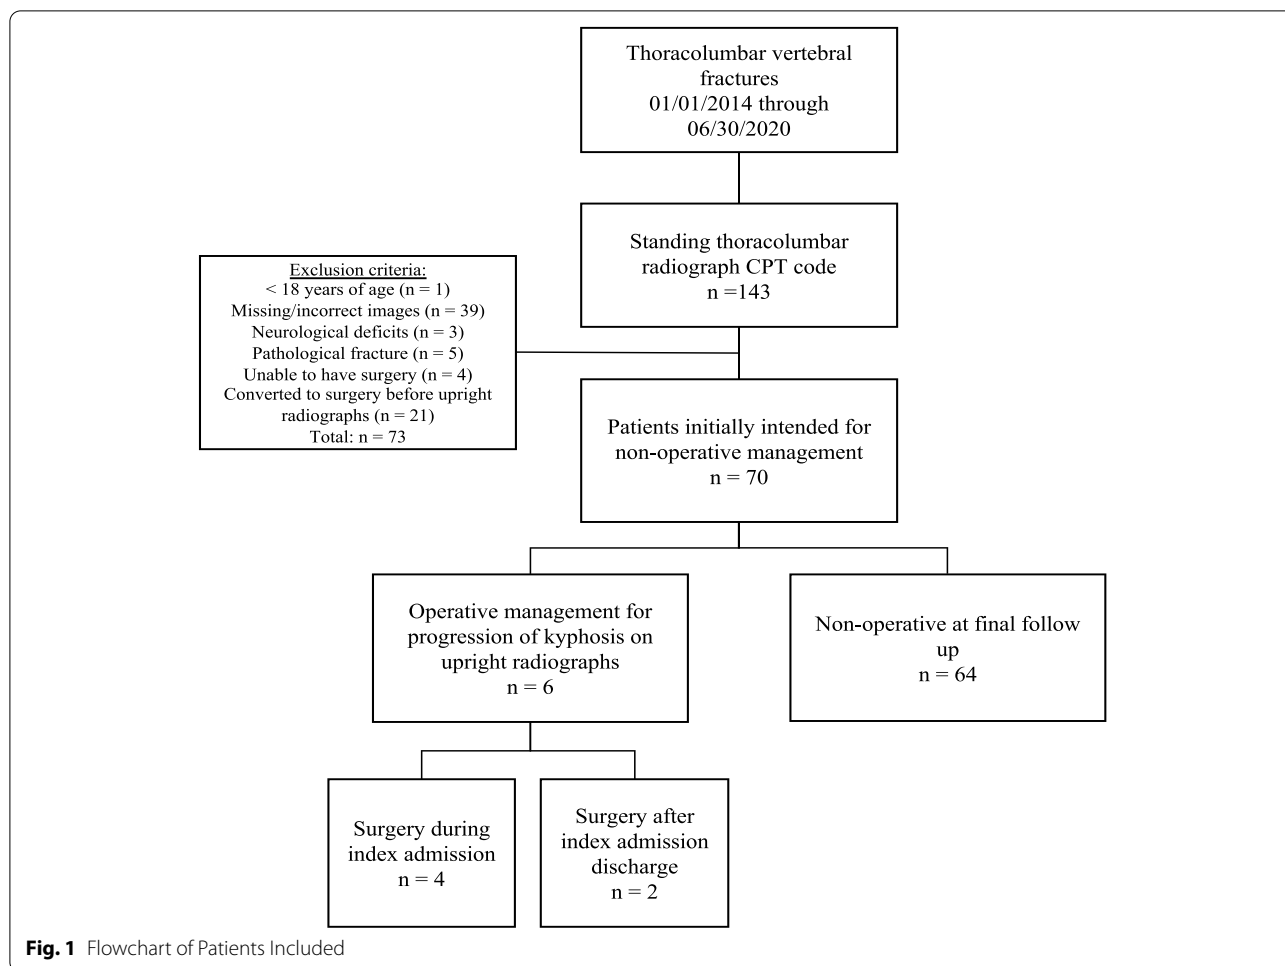 Thoracolumbar vertebral
fractures
01/01/2014 through
06/30/2020
Standing thoracolumbar
radiograph CPT code
n =143
Exclusion criteria:
< 18 years of age (n = 1)
Missing/incorrect images (n = 39)
Neurological deficits (n = 3)
Pathological fracture (n = 5)
Unable to have surgery (n = 4)
Converted to surgery before upright
radiographs (n = 21)
Total: n = 73
Patients initially intended for
non-operative management
n = 70
Operative management for
progression of kyphosis on
upright radiographs
n = 6
Non-operative at final follow
up
n = 64
Surgery during
index admission
n = 4
Surgery after
index admission
discharge
n = 2
Fig. 1 Flowchart of Patients Included